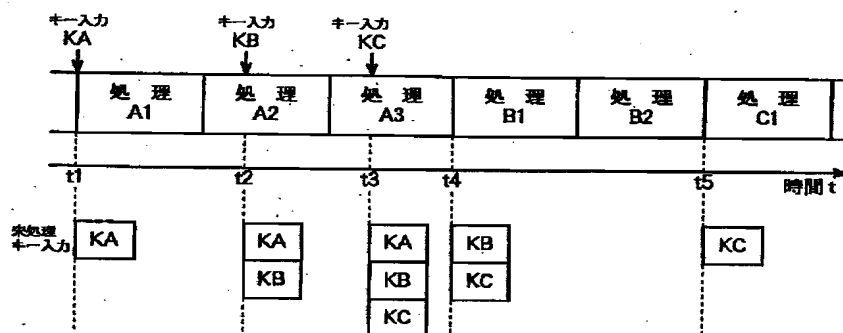 キー入力 キー入力 キー入力
KA KB KC
処 理 処 理 処 理 処 理 処 理 処 理
A1 A2 A3 B1 B2 C1
t1 t2 t3 t4 t5
時間 t
未処理
キー入力
KA KA KA KB KC
KB KB KC
KC